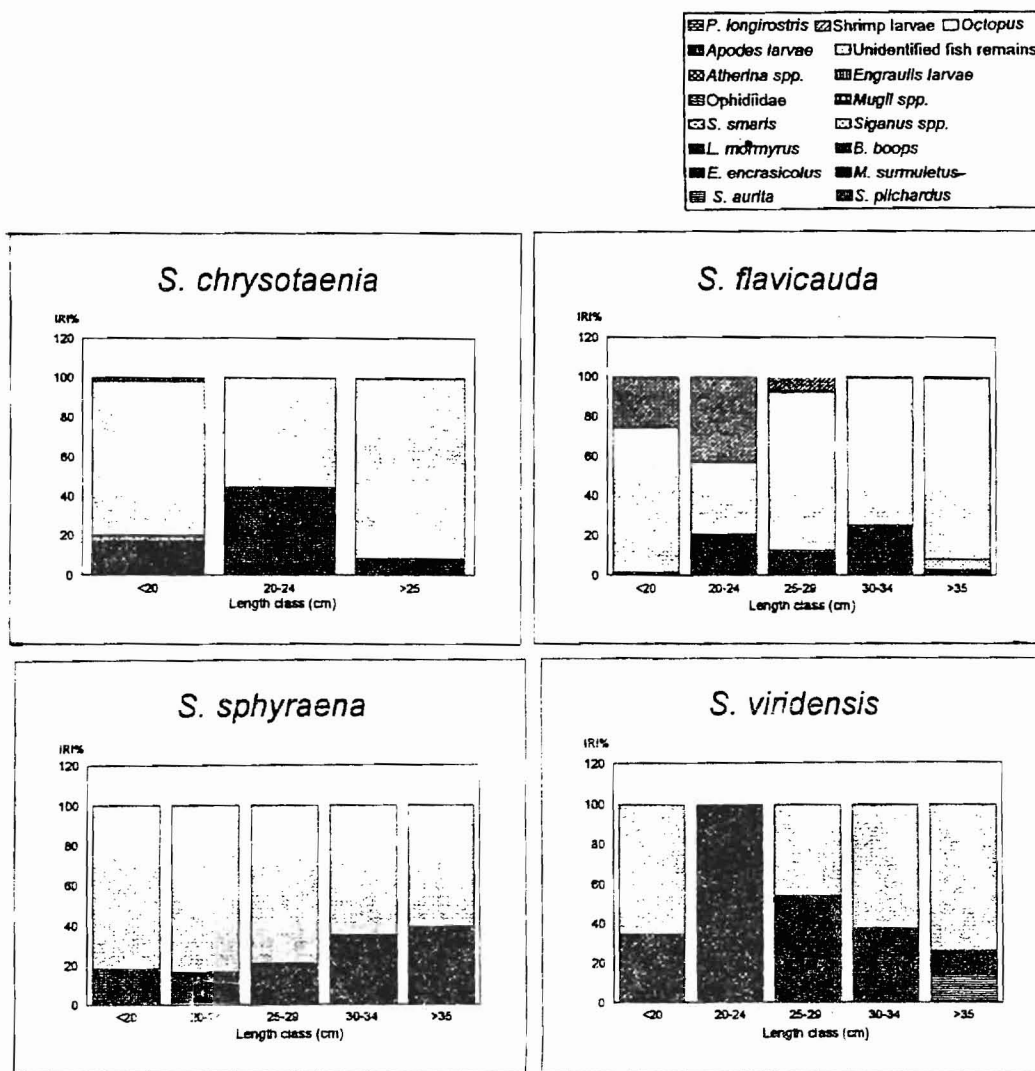 P. longirostris Shrimp larvae Octopus
Apodes larvae Unidentified fish remains
Atherina spp. Engraulis larvae
Ophidiidae Mugil spp.
S. smaris Siganus spp.
L. mormyrus B. boops
E. encrasicolus M. surmuletus
S. aurita S. pilchardus
S. chrysotaenia
IRI%
120
100
80
60
40
20
0
<20 20-24 >25
Length class (cm)
S. flavicauda
IRI%
120
100
80
60
40
20
0
<20 20-24 25-29 30-34 >35
Length class (cm)
S. sphyraena
IRI%
120
100
80
60
40
20
0
<20 25-29 30-34 >35
Length class (cm)
S. viridensis
IRI%
120
100
80
60
40
20
0
<20 20-24 25-29 30-34 >35
Length class (cm)